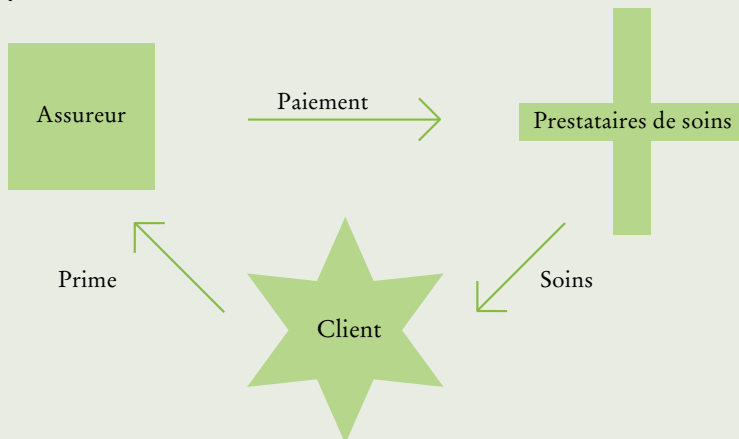 Paiement
Assureur
Prestataires de soins
Prime
Soins
Client